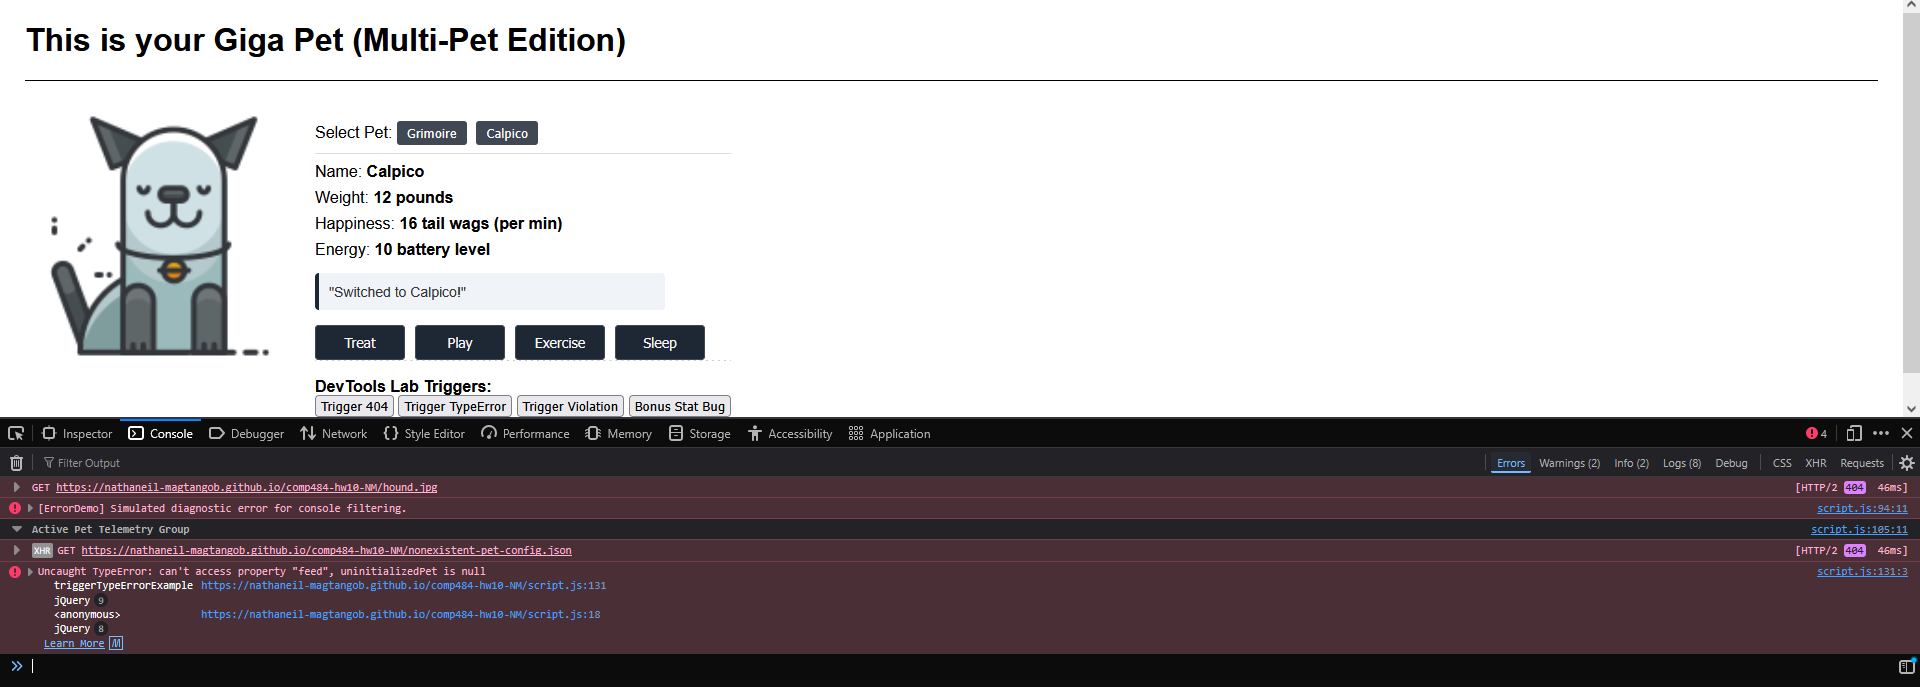 This is your Giga Pet (Multi-Pet Edition)
Select Pet: Grimoire Calpico
Name: Calpico
Weight: 12 pounds
Happiness: 16 tail wags (per min)
Energy: 10 battery level
"Switched to Calpico!"
Treat Play Exercise Sleep
DevTools Lab Triggers:
Trigger 404 Trigger TypeError Trigger Violation Bonus Stat Bug
Inspector Console Debugger Network Style Editor Performance Memory Storage Accessibility Application 4
Filter Output Errors Warnings (2) Info (2) Logs (8) Debug CSS XHR Requests
GET https://nathaneil-magtangob.github.io/comp484-hw10-NM/hound.jpg [HTTP/2 404 46ms]
[ErrorDemo] Simulated diagnostic error for console filtering. script.js:94:11
Active Pet Telemetry Group script.js:105:11
XHR GET https://nathaneil-magtangob.github.io/comp484-hw10-NM/nonexistent-pet-config.json [HTTP/2 404 46ms]
Uncaught TypeError: can't access property "feed", uninitializedPet is null script.js:131:3
triggerTypeErrorExample https://nathaneil-magtangob.github.io/comp484-hw10-NM/script.js:131
jQuery 9
<anonymous> https://nathaneil-magtangob.github.io/comp484-hw10-NM/script.js:18
jQuery 8
Learn More